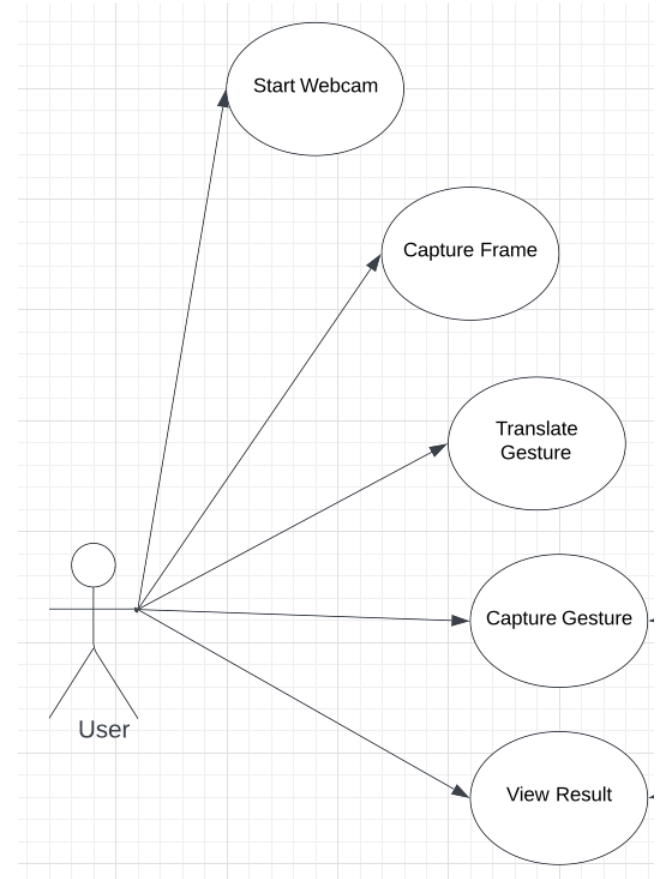 Start Webcam
Capture Frame
Translate
Gesture
Capture Gesture
User
View Result